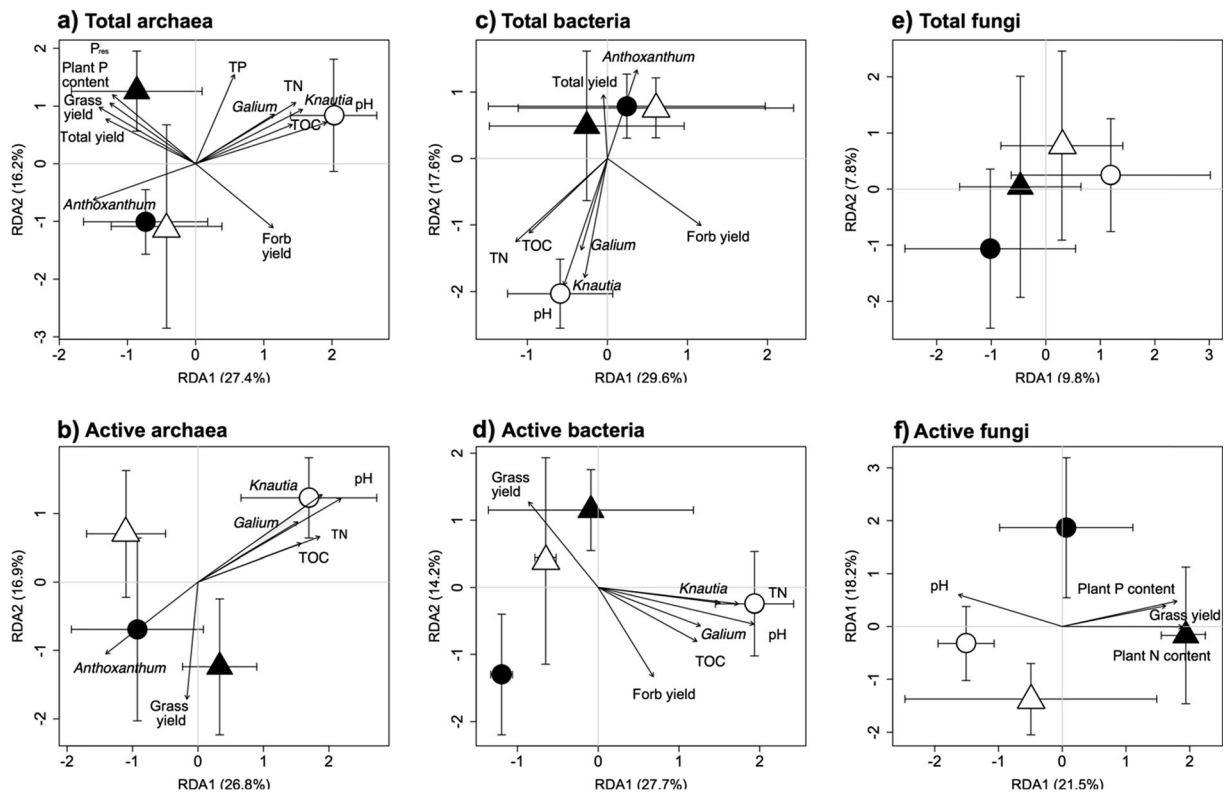 a) Total archaea
2
1
0
-1
-2
-3
RDA2 (16.2%)
Pres
Plant P
content
Grass
yield
Total yield
TP
TN
Galium
Knautia
pH
TOC
Anthoxanthum
Forb
yield
-2
-1
0
1
2
RDA1 (27.4%)
c) Total bacteria
1
0
-1
-2
RDA2 (17.6%)
Anthoxanthum
Total yield
TOC
TN
Galium
Forb yield
Knautia
pH
-1
0
1
2
RDA1 (29.6%)
e) Total fungi
2
1
0
-1
-2
RDA2 (7.8%)
-2
-1
0
1
2
3
RDA1 (9.8%)
b) Active archaea
1
0
-1
-2
RDA2 (16.9%)
Knautia
pH
Galium
TN
TOC
Anthoxanthum
Grass
yield
-2
-1
0
1
2
RDA1 (26.8%)
d) Active bacteria
2
1
0
-1
-2
RDA2 (14.2%)
Grass
yield
Knautia
TN
Galium
pH
TOC
Forb yield
-1
0
1
2
RDA1 (27.7%)
f) Active fungi
3
2
1
0
-1
-2
RDA1 (18.2%)
pH
Plant P content
Grass yield
Plant N content
-2
-1
0
1
2
RDA1 (21.5%)